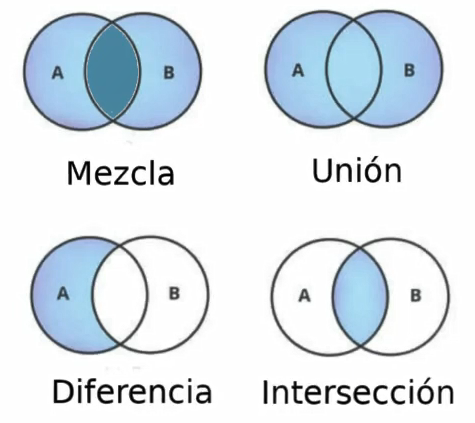 A B
A B
Mezcla
Unión
A B
A B
Diferencia
Intersección